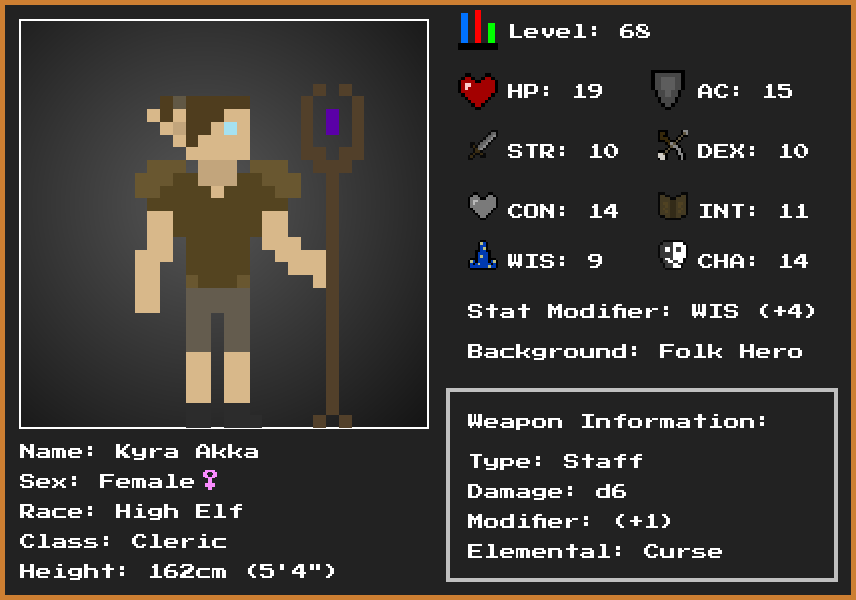 Level: 68
HP: 19
AC: 15
STR: 10
DEX: 10
CON: 14
INT: 11
WIS: 9
CHA: 14
Stat Modifier: WIS (+4)
Background: Folk Hero
Weapon Information:
Type: Staff
Damage: d6
Modifier: (+1)
Elemental: Curse
Name: Kyra Akka
Sex: Female♀
Race: High Elf
Class: Cleric
Height: 162cm (5'4")